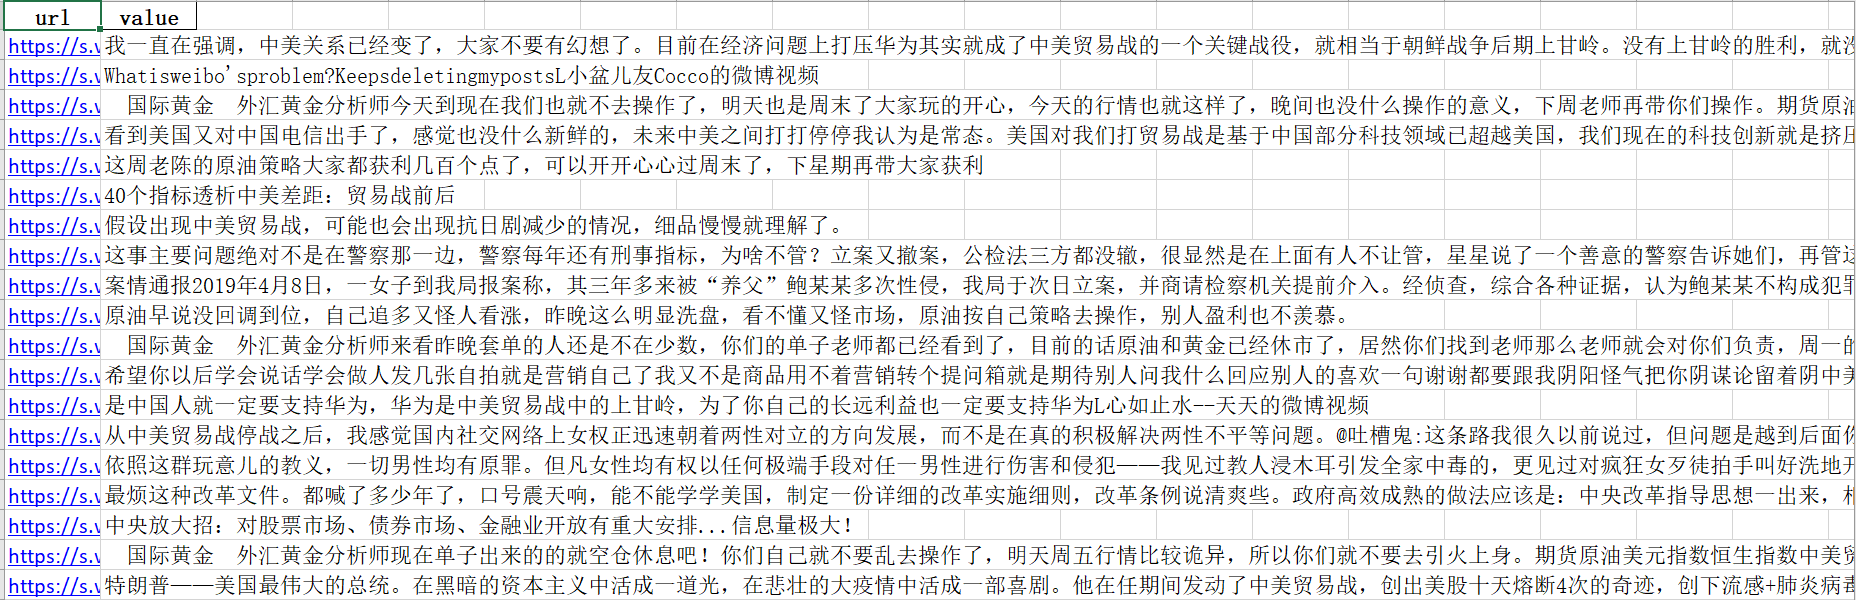 url value
https://s.v 我一直在强调，中美关系已经变了，大家不要有幻想了。目前在经济问题上打压华为其实就成了中美贸易战的一个关键战役，就相当于朝鲜战争后期上甘岭。没有上甘岭的胜利，就没
https://s.v Whatisweibo'sproblem?KeepsdeletingmypostsL小盆儿友Cocco的微博视频
https://s.v 国际黄金　外汇黄金分析师今天到现在我们也就不去操作了，明天也是周末了大家玩的开心，今天的行情也就这样了，晚间也没什么操作的意义，下周老师再带你们操作。期货原油
https://s.v 看到美国又对中国电信出手了，感觉也没什么新鲜的，未来中美之间打打停停我认为是常态。美国对我们打贸易战是基于中国部分科技领域已超越美国，我们现在的科技创新就是挤压
https://s.v 这周老陈的原油策略大家都获利几百个点了，可以开开心心过周末了，下星期再带大家获利
https://s.v 40个指标透析中美差距：贸易战前后
https://s.v 假设出现中美贸易战，可能也会出现抗日剧减少的情况，细品慢慢就理解了。
https://s.v 这事主要问题绝对不是在警察那一边，警察每年还有刑事指标，为啥不管？立案又撤案，公检法三方都没辙，很显然是在上面有人不让管，星星说了一个善意的警察告诉她们，再管这
https://s.v 案情通报2019年4月8日，一女子到我局报案称，其三年多来被“养父”鲍某某多次性侵，我局于次日立案，并商请检察机关提前介入。经侦查，综合各种证据，认为鲍某某不构成犯罪
https://s.v 原油早说没回调到位，自己追多又怪人看涨，昨晚这么明显洗盘，看不懂又怪市场，原油按自己策略去操作，别人盈利也不羡慕。
https://s.v 国际黄金　外汇黄金分析师来看昨晚套单的人还是不在少数，你们的单子老师都已经看到了，目前的话原油和黄金已经休市了，居然你们找到老师那么老师就会对你们负责，周一的
https://s.v 希望你以后学会说话学会做人发几张自拍就是营销自己了我又不是商品用不着营销转个提问箱就是期待别人问我什么回应别人的喜欢一句谢谢都要跟我阴阳怪气把你阴谋论留着阴中美
https://s.v 是中国人就一定要支持华为，华为是中美贸易战中的上甘岭，为了你自己的长远利益也一定要支持华为L心如止水--天天的微博视频
https://s.v 从中美贸易战停战之后，我感觉国内社交网络上女权正迅速朝着两性对立的方向发展，而不是在真的积极解决两性不平等问题。@吐槽鬼:这条路我很久以前说过，但问题是越到后面你
https://s.v 依照这群玩意儿的教义，一切男性均有原罪。但凡女性均有权以任何极端手段对任一男性进行伤害和侵犯——我见过教人浸木耳引发全家中毒的，更见过对疯狂女歹徒拍手叫好洗地开
https://s.v 最烦这种改革文件。都喊了多少年了，口号震天响，能不能学学美国，制定一份详细的改革实施细则，改革条例说清爽些。政府高效成熟的做法应该是：中央改革指导思想一出来，相
https://s.v 中央放大招：对股票市场、债券市场、金融业开放有重大安排...信息量极大！
https://s.v 国际黄金　外汇黄金分析师现在单子出来的的就空仓休息吧！你们自己就不要乱去操作了，明天周五行情比较诡异，所以你们就不要去引火上身。期货原油美元指数恒生指数中美贸
https://s.v 特朗普——美国最伟大的总统。在黑暗的资本主义中活成一道光，在悲壮的大疫情中活成一部喜剧。他在任期间发动了中美贸易战，创出美股十天熔断4次的奇迹，创下流感+肺炎病毒